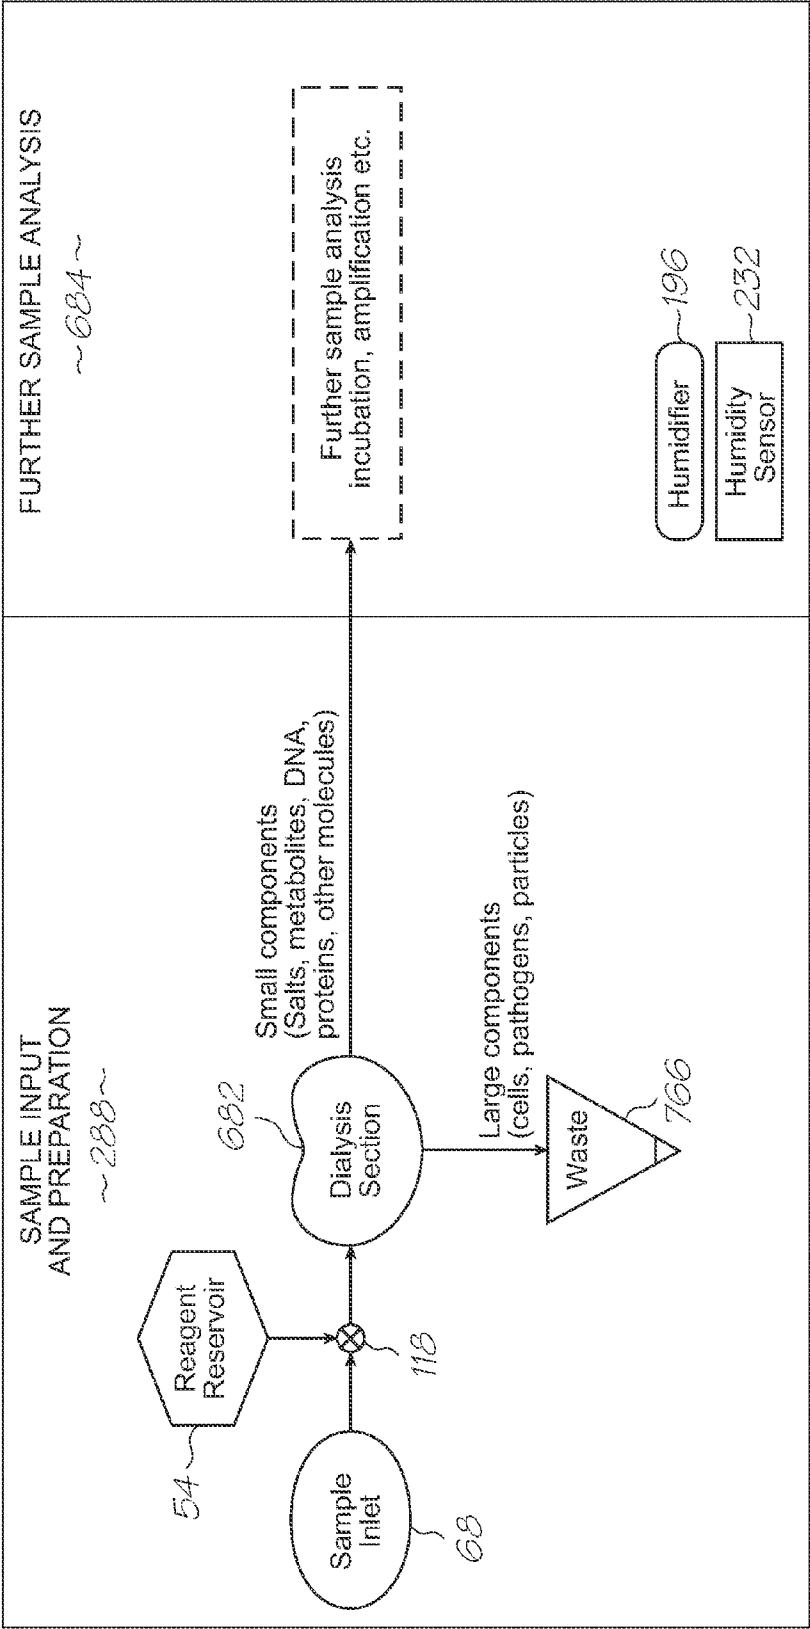 SAMPLE INPUT
AND PREPARATION
~288~
FURTHER SAMPLE ANALYSIS
~684~
54
Reagent
Reservoir
68
Sample
Inlet
118
682
Dialysis
Section
Small components
(Salts, metabolites, DNA,
proteins, other molecules)
Large components
(cells, pathogens, particles)
Waste
766
Further sample analysis
incubation, amplification etc.
Humidifier
196
Humidity
Sensor
232